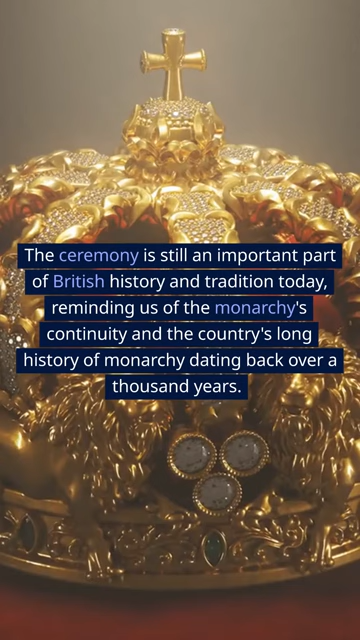 The ceremony is still an important part
of British history and tradition today,
reminding us of the monarchy's
continuity and the country's long
history of monarchy dating back over a
thousand years.